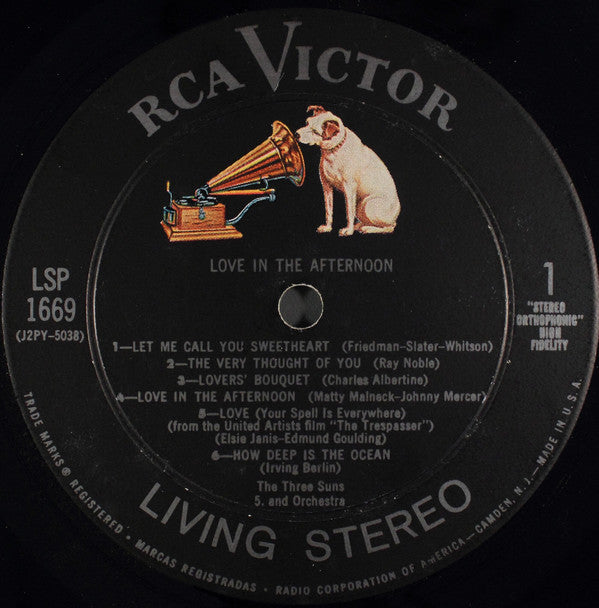 RCA VICTOR
LOVE IN THE AFTERNOON
LSP
1669
(J2PY-5038)
1
"STEREO
ORTHOPHONIC"
HIGH
FIDELITY
1—LET ME CALL YOU SWEETHEART (Friedman-Slater-Whitson)
2—THE VERY THOUGHT OF YOU (Ray Noble)
3—LOVERS' BOUQUET (Charles Albertine)
4—LOVE IN THE AFTERNOON (Matty Malneck-Johnny Mercer)
5—LOVE (Your Spell Is Everywhere)
(from the United Artists film "The Trespasser")
(Elsie Janis-Edmund Goulding)
6—HOW DEEP IS THE OCEAN
(Irving Berlin)
The Three Suns
5. and Orchestra
LIVING STEREO
TRADE MARKS® REGISTERED • MARCAS REGISTRADAS • RADIO CORPORATION OF AMERICA—CAMDEN, N. J.—MADE IN U.S.A.